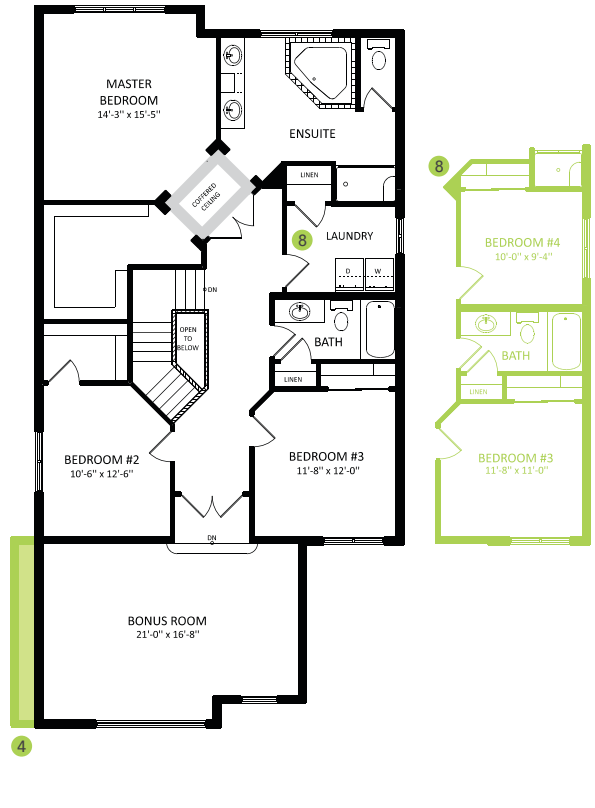 MASTER
BEDROOM
14'-3" x 15'-5"
ENSUITE
COFFERED
CEILING
LINEN
8
LAUNDRY
D
W
DN
OPEN
TO
BELOW
BATH
LINEN
BEDROOM #2
10'-6" x 12'-6"
BEDROOM #3
11'-8" x 12'-0"
DN
BONUS ROOM
21'-0" x 16'-8"
4
8
BEDROOM #4
10'-0" x 9'-4"
BATH
LINEN
BEDROOM #3
11'-8" x 11'-0"